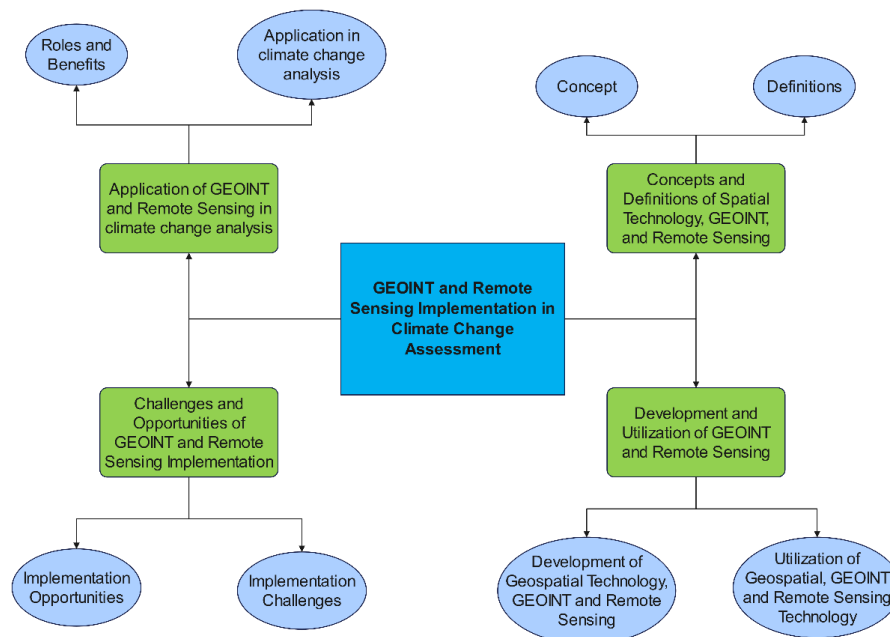 Roles and
Benefits
Application in
climate change
analysis
Concept
Definitions
Application of GEOINT
and Remote Sensing in
climate change analysis
Concepts and
Definitions of Spatial
Technology, GEOINT,
and Remote Sensing
GEOINT and Remote
Sensing Implementation in
Climate Change
Assessment
Challenges and
Opportunities of
GEOINT and Remote
Sensing Implementation
Development and
Utilization of GEOINT
and Remote Sensing
Implementation
Opportunities
Implementation
Challenges
Development of
Geospatial Technology,
GEOINT and Remote
Sensing
Utilization of
Geospatial, GEOINT
and Remote Sensing
Technology